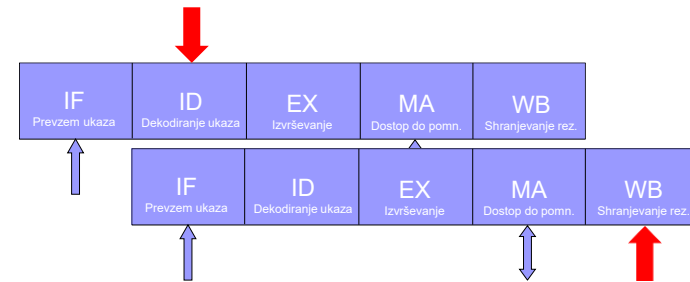 IF ID EX MA WB
Prevzem ukaza Dekodiranje ukaza Izvrševanje Dostop do pomn. Shranjevanje rez.
IF ID EX MA WB
Prevzem ukaza Dekodiranje ukaza Izvrševanje Dostop do pomn. Shranjevanje rez.